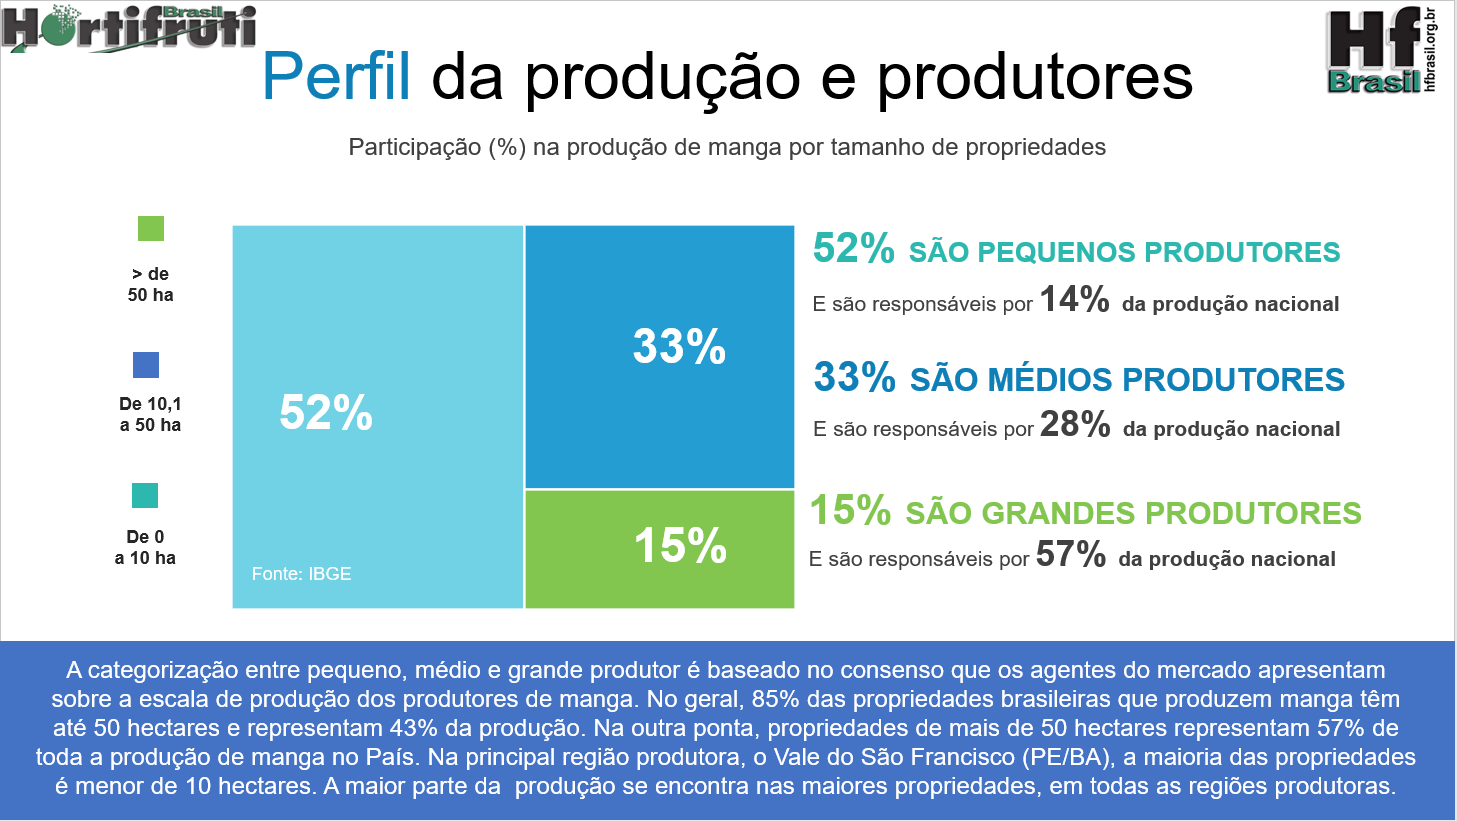 Hortifruti
Brasil
Hf
Brasil
hfbrasil.org.br
Perfil da produção e produtores
Participação (%) na produção de manga por tamanho de propriedades
> de
50 ha
De 10,1
a 50 ha
De 0
a 10 ha
52%
33%
15%
Fonte: IBGE
52% SÃO PEQUENOS PRODUTORES
E são responsáveis por 14% da produção nacional
33% SÃO MÉDIOS PRODUTORES
E são responsáveis por 28% da produção nacional
15% SÃO GRANDES PRODUTORES
E são responsáveis por 57% da produção nacional
A categorização entre pequeno, médio e grande produtor é baseado no consenso que os agentes do mercado apresentam
sobre a escala de produção dos produtores de manga. No geral, 85% das propriedades brasileiras que produzem manga têm
até 50 hectares e representam 43% da produção. Na outra ponta, propriedades de mais de 50 hectares representam 57% de
toda a produção de manga no País. Na principal região produtora, o Vale do São Francisco (PE/BA), a maioria das propriedades
é menor de 10 hectares. A maior parte da  produção se encontra nas maiores propriedades, em todas as regiões produtoras.